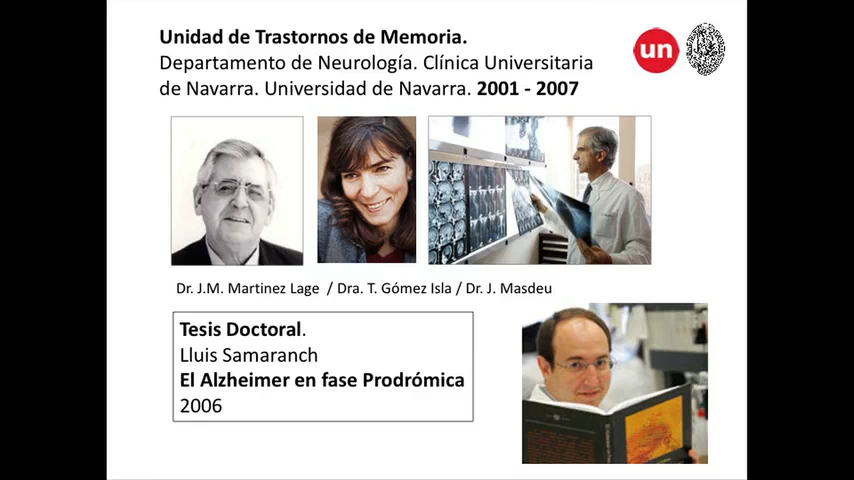 Unidad de Trastornos de Memoria.
Departamento de Neurología. Clínica Universitaria
de Navarra. Universidad de Navarra. 2001 - 2007
un
Dr. J.M. Martinez Lage / Dra. T. Gómez Isla / Dr. J. Masdeu
Tesis Doctoral.
Lluis Samaranch
El Alzheimer en fase Prodrómica
2006